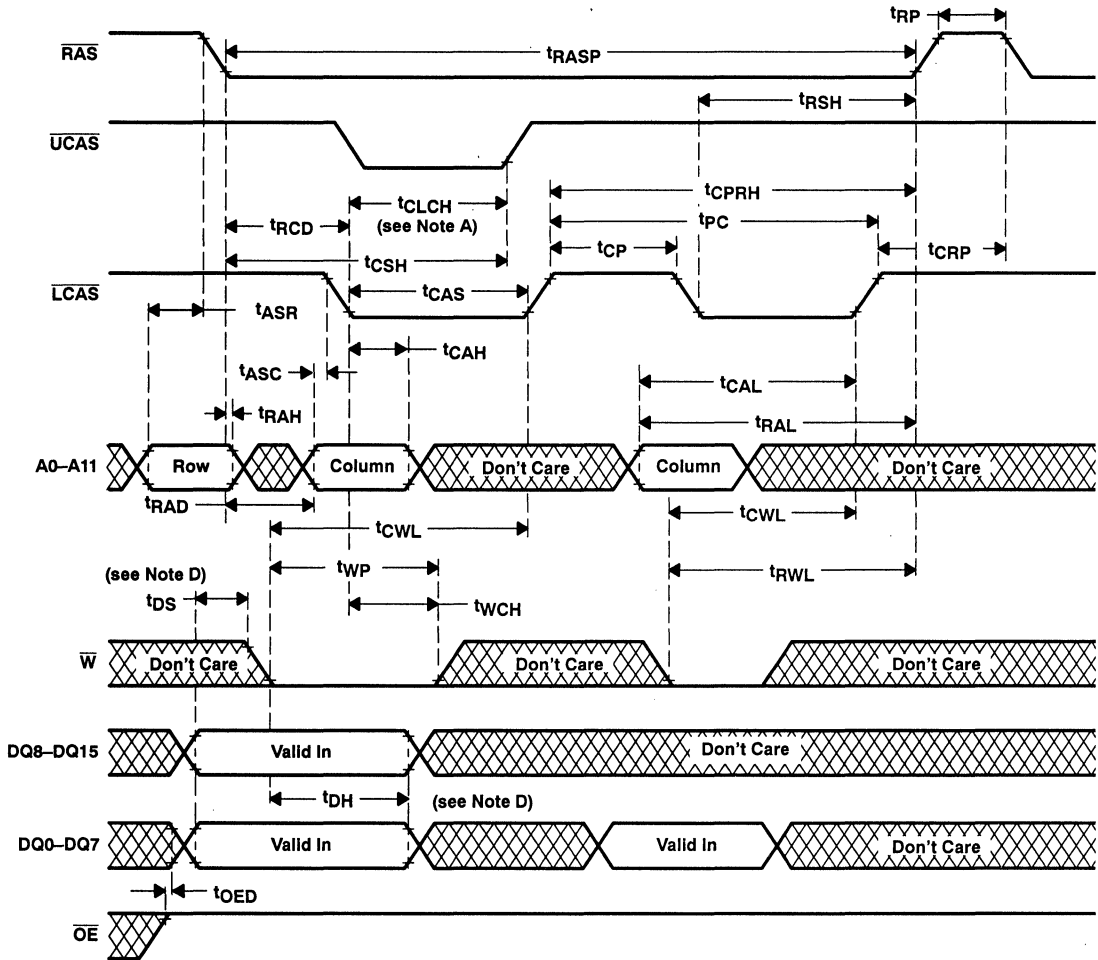 tRP
RAS
tRASP
tRSH
UCAS
tCPRH
tCLCH
tPC
tRCD
(see Note A)
tCP
tCRP
tCSH
LCAS
tCAS
tASR
tCAH
tASC
tCAL
tRAH
tRAL
A0–A11
Row
Column
Don't Care
Column
Don't Care
tRAD
tCWL
tCWL
tWP
tRWL
(see Note D)
tDS
tWCH
W
Don't Care
Don't Care
Don't Care
DQ8–DQ15
Valid In
Don't Care
tDH
(see Note D)
DQ0–DQ7
Valid In
Valid In
Don't Care
tOED
OE